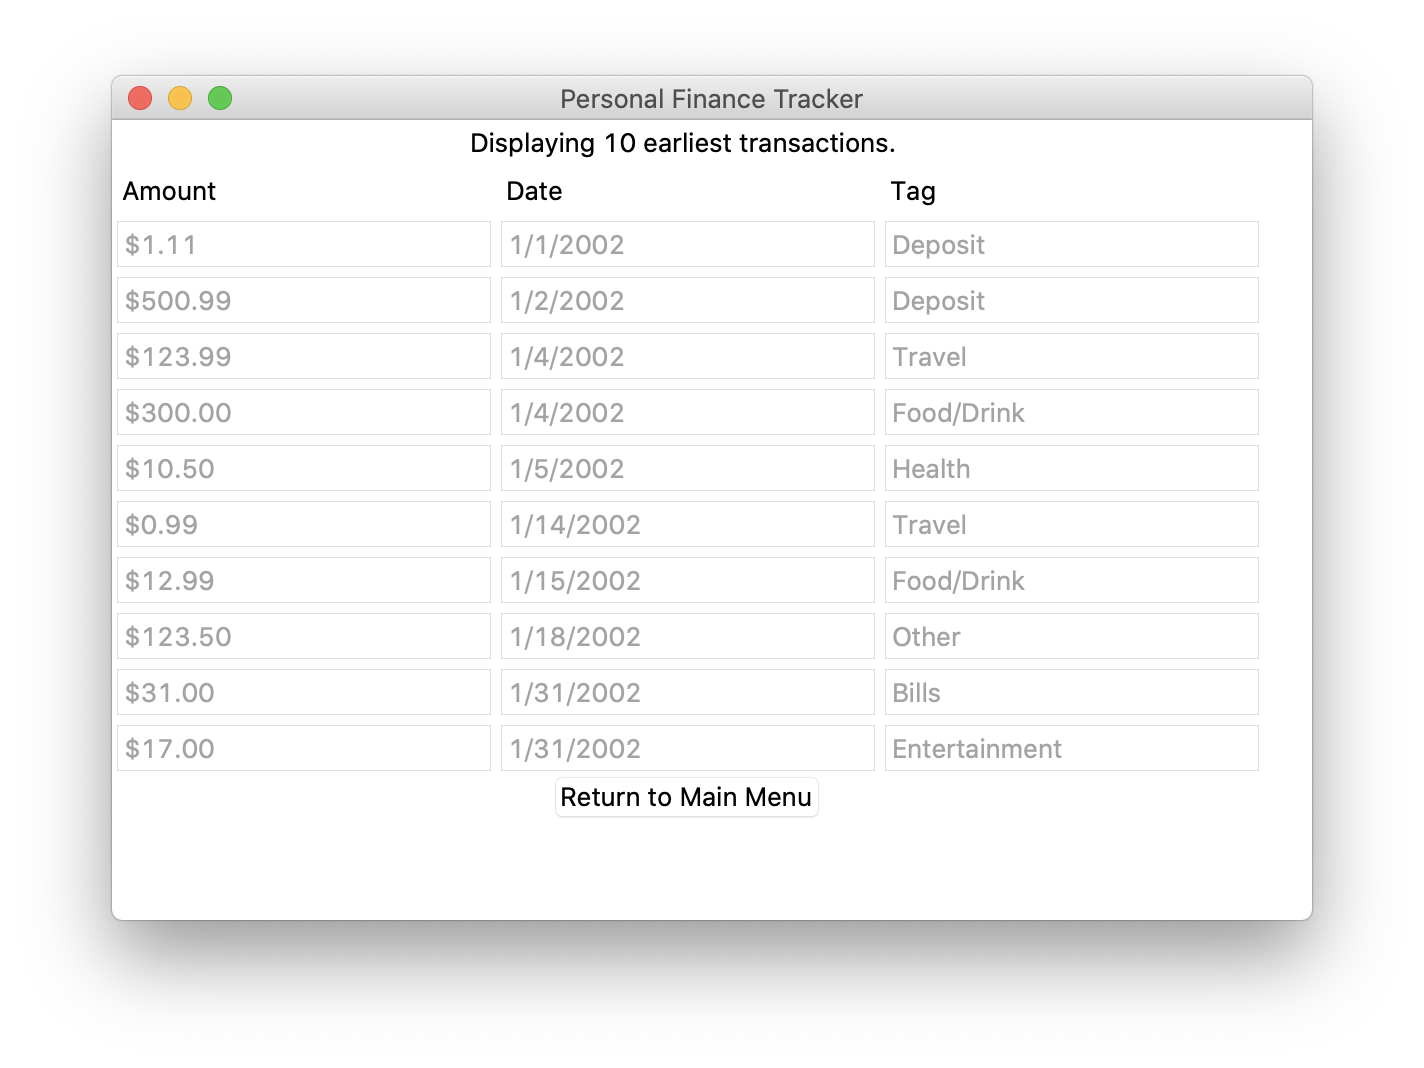 Personal Finance Tracker
Displaying 10 earliest transactions.
Amount Date Tag
$1.11 1/1/2002 Deposit
$500.99 1/2/2002 Deposit
$123.99 1/4/2002 Travel
$300.00 1/4/2002 Food/Drink
$10.50 1/5/2002 Health
$0.99 1/14/2002 Travel
$12.99 1/15/2002 Food/Drink
$123.50 1/18/2002 Other
$31.00 1/31/2002 Bills
$17.00 1/31/2002 Entertainment
Return to Main Menu